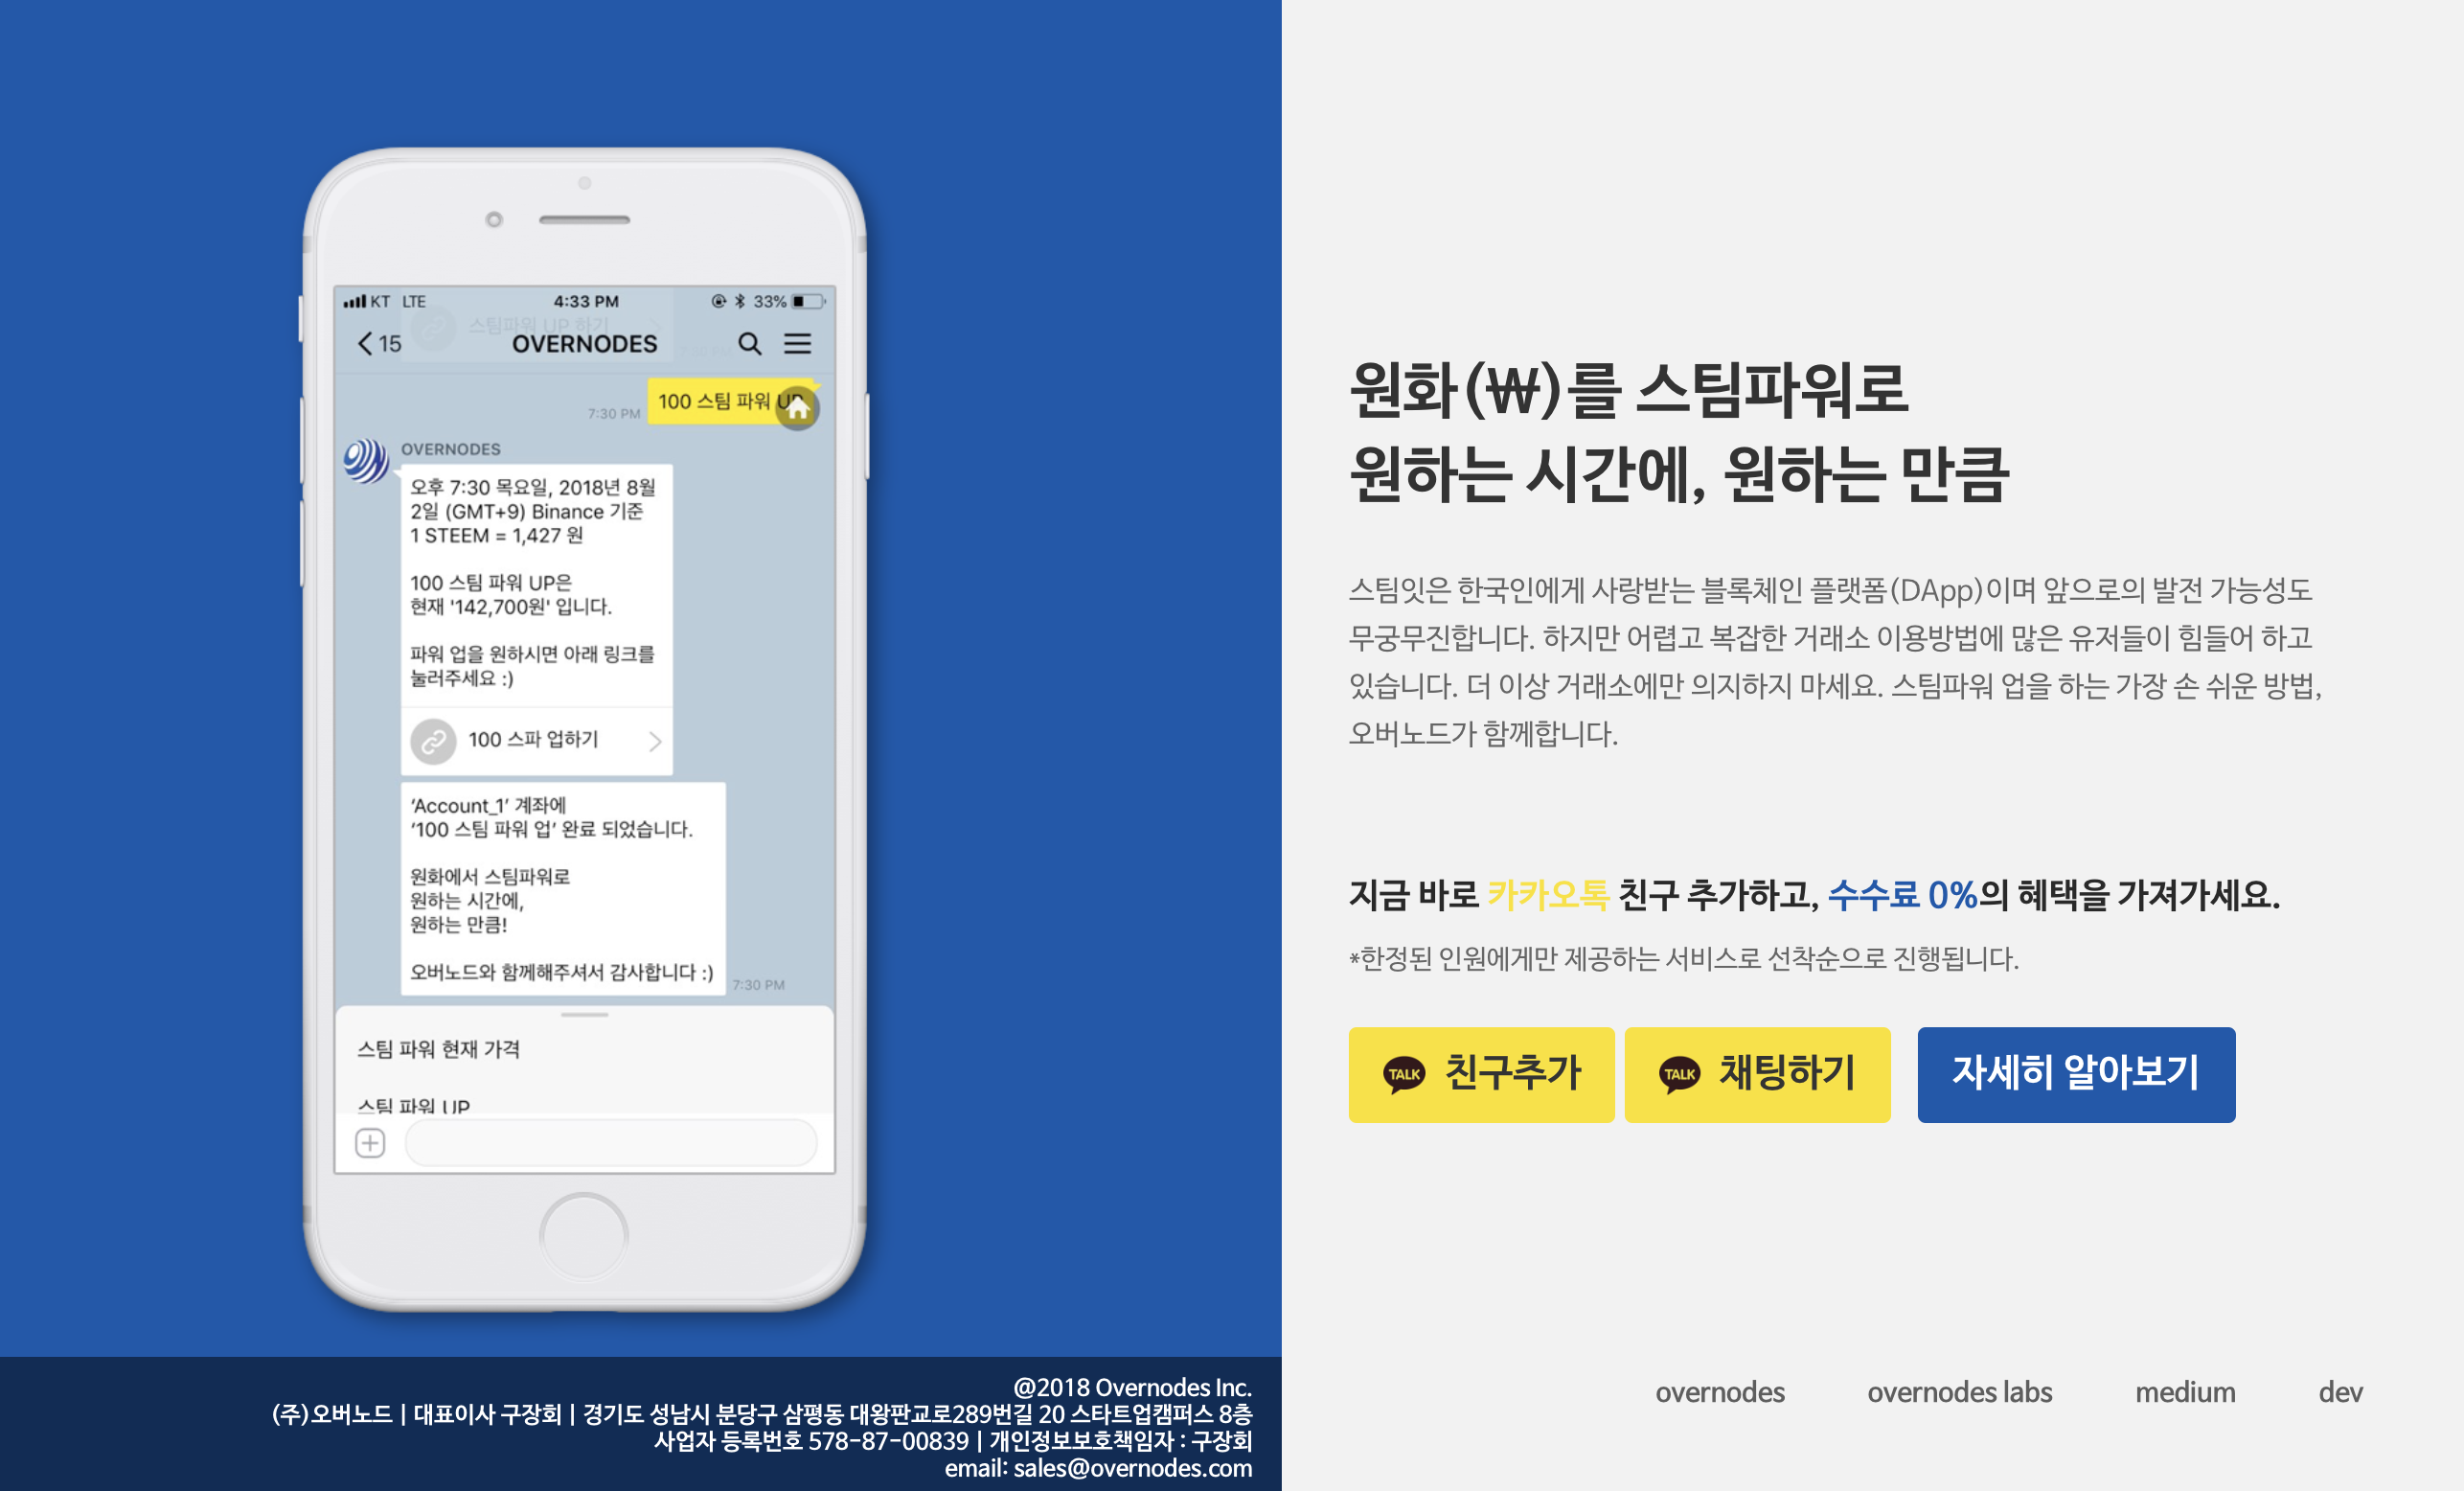 KT LTE 4:33 PM 33%
스팀파워 UP 하기
15 OVERNODES
100 스팀 파워 UP
7:30 PM
OVERNODES
오후 7:30 목요일, 2018년 8월
2일 (GMT+9) Binance 기준
1 STEEM = 1,427 원
100 스팀 파워 UP은
현재 '142,700원' 입니다.
파워 업을 원하시면 아래 링크를
눌러주세요 :)
100 스파 업하기
‘Account_1’ 계좌에
‘100 스팀 파워 업’ 완료 되었습니다.
원화에서 스팀파워로
원하는 시간에,
원하는 만큼!
오버노드와 함께해주셔서 감사합니다 :)
7:30 PM
스팀 파워 현재 가격
스팀 파워 UP
@2018 Overnodes Inc.
(주)오버노드 | 대표이사 구장회 | 경기도 성남시 분당구 삼평동 대왕판교로289번길 20 스타트업캠퍼스 8층
사업자 등록번호 578-87-00839 | 개인정보보호책임자 : 구장회
email: sales@overnodes.com
원화(₩)를 스팀파워로
원하는 시간에, 원하는 만큼
스팀잇은 한국인에게 사랑받는 블록체인 플랫폼(DApp)이며 앞으로의 발전 가능성도
무궁무진합니다. 하지만 어렵고 복잡한 거래소 이용방법에 많은 유저들이 힘들어 하고
있습니다. 더 이상 거래소에만 의지하지 마세요. 스팀파워 업을 하는 가장 손 쉬운 방법,
오버노드가 함께합니다.
지금 바로 카카오톡 친구 추가하고, 수수료 0%의 혜택을 가져가세요.
*한정된 인원에게만 제공하는 서비스로 선착순으로 진행됩니다.
TALK 친구추가
TALK 채팅하기
자세히 알아보기
overnodes overnodes labs medium dev